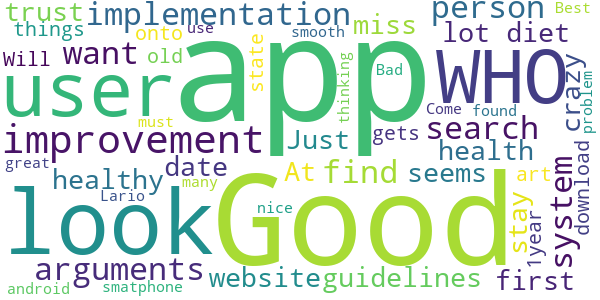 trust
implementation
person
Best
things
onto
use
smooth
miss
lot diet
Will
want
old
state
app
thinking
Bad
WHO
crazy
problem
user
Come
found
improvement
Just
gets
search
must
great
date
At
find
seems
health
art
system
download
healthy
many
Lario
look
nice
Good
stay
1year
arguments
website
guidelines
first
android
smatphone